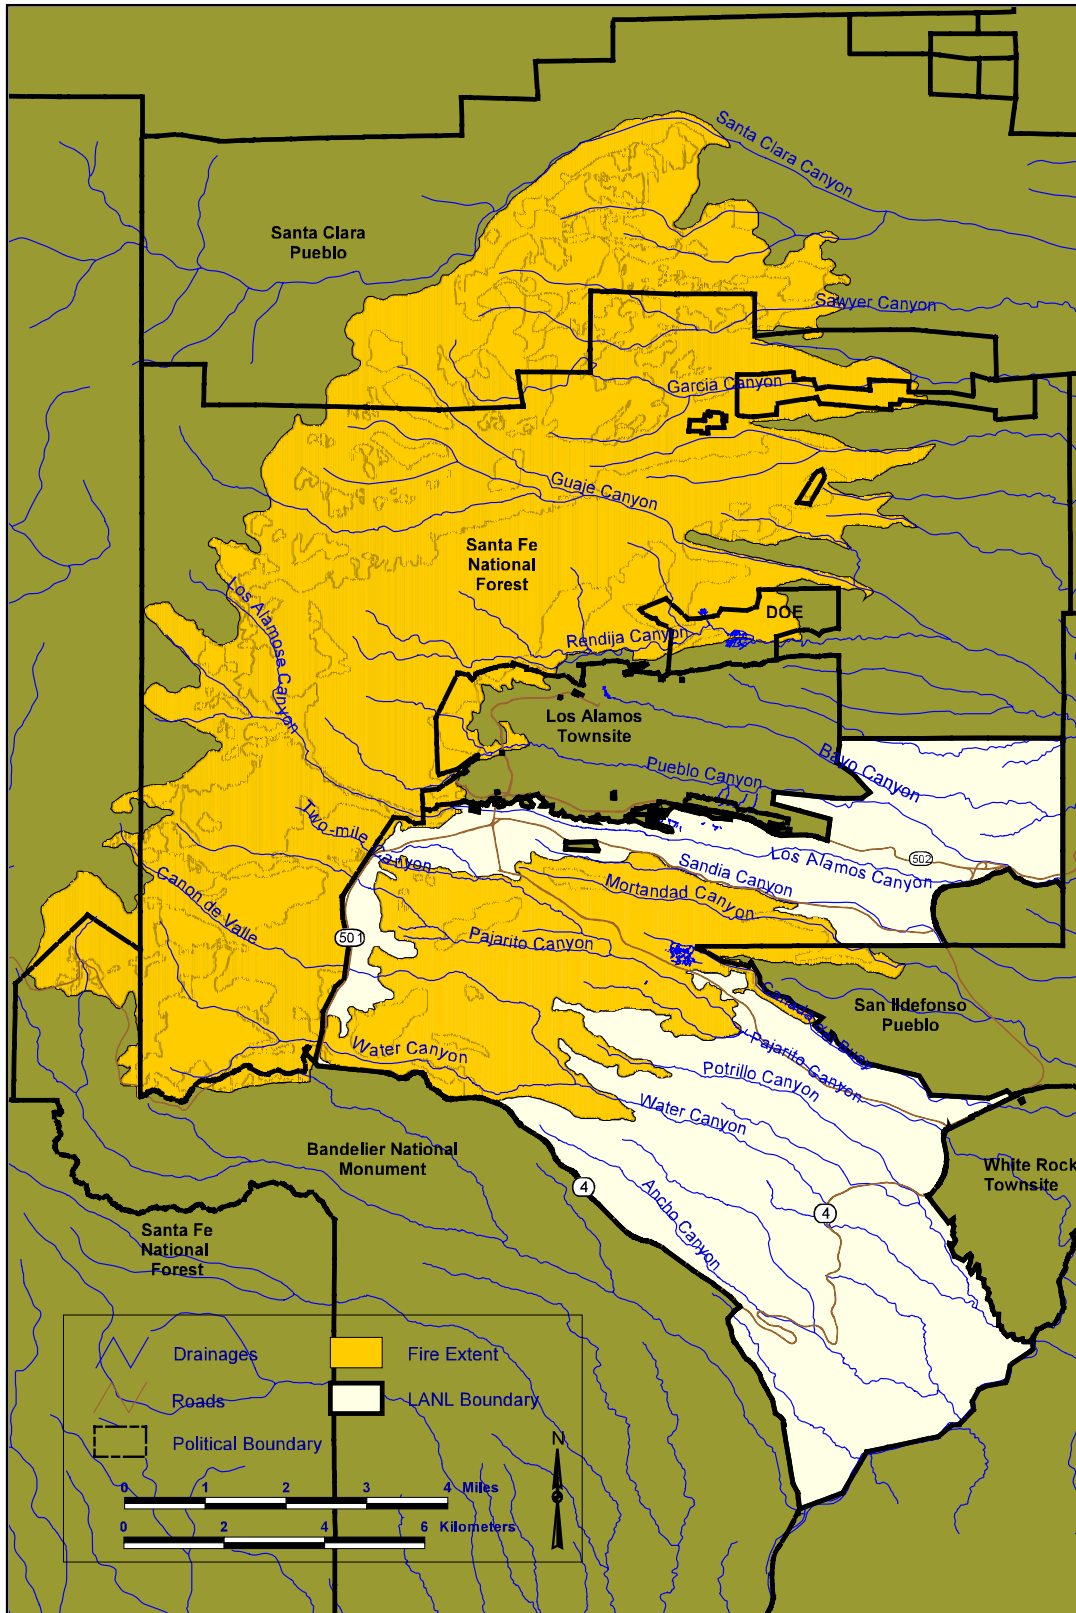 Santa Clara Canyon
Santa Clara
Pueblo
Sawyer Canyon
Garcia Canyon
Guaje Canyon
Santa Fe
National
Forest
Los Alamose Canyon
DOE
Rendija Canyon
Los Alamos
Townsite
Bayo Canyon
Pueblo Canyon
Two-mile Canyon
Los Alamos Canyon
502
Sandia Canyon
Mortandad Canyon
Canon de Valle
501
Pajarito Canyon
San Ildefonso
Pueblo
Canada del Buey
Pajarito Canyon
Water Canyon
Potrillo Canyon
Water Canyon
Bandelier National
Monument
White Rock
Townsite
4
Ancho Canyon
4
Santa Fe
National
Forest
Drainages
Fire Extent
Roads
LANL Boundary
Political Boundary
N
0 1 2 3 4 Miles
0 2 4 6 Kilometers